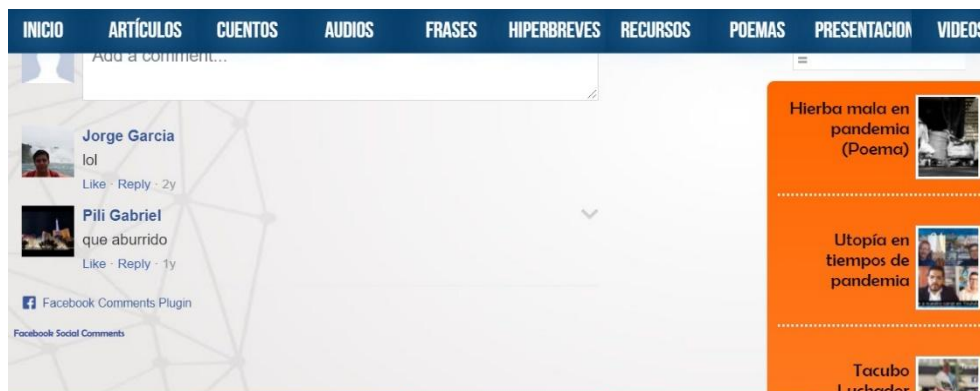 INICIO ARTÍCULOS CUENTOS AUDIOS FRASES HIPERBREVES RECURSOS POEMAS PRESENTACION VIDEOS
Add a comment...
Jorge Garcia
lol
Like · Reply · 2y
Pili Gabriel
que aburrido
Like · Reply · 1y
Facebook Comments Plugin
Facebook Social Comments
Hierba mala en
pandemia
(Poema)
Utopía en
tiempos de
pandemia
Tacubo
Luchador